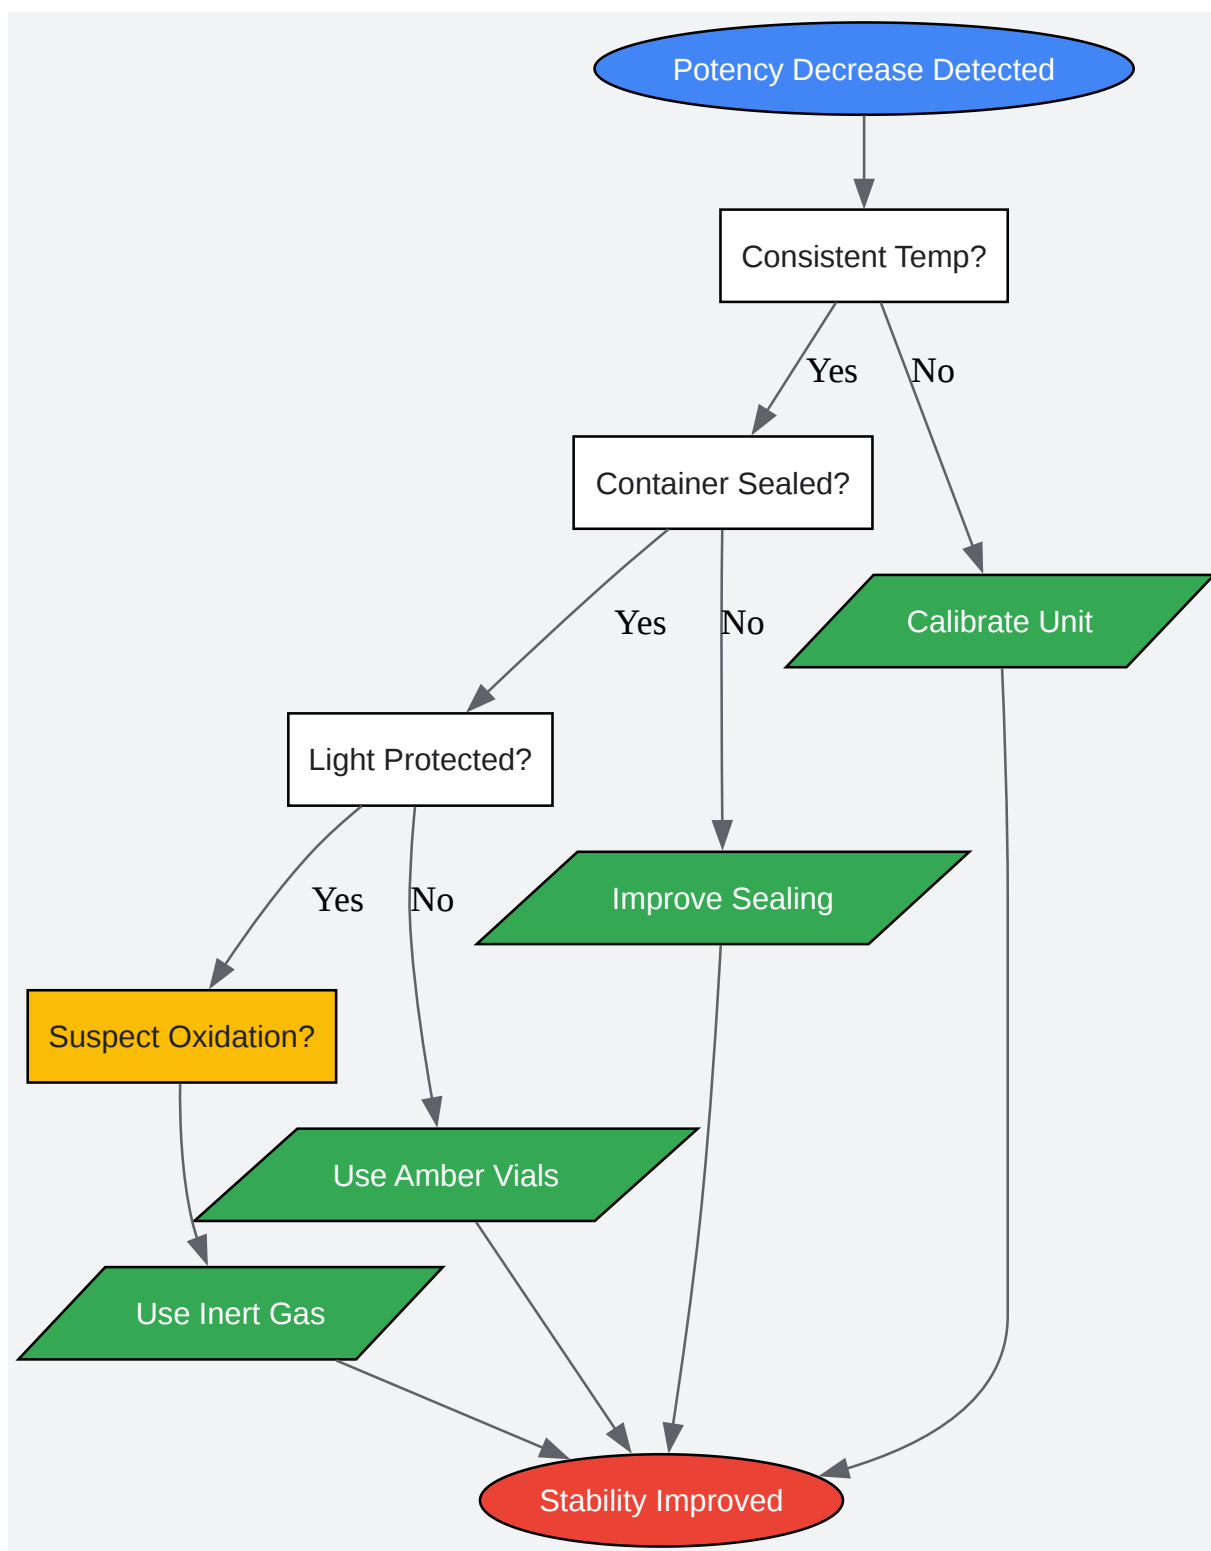 Potency Decrease Detected
Consistent Temp?
Yes
No
Container Sealed?
Yes
No
Calibrate Unit
Light Protected?
Yes
No
Improve Sealing
Suspect Oxidation?
Use Amber Vials
Use Inert Gas
Stability Improved